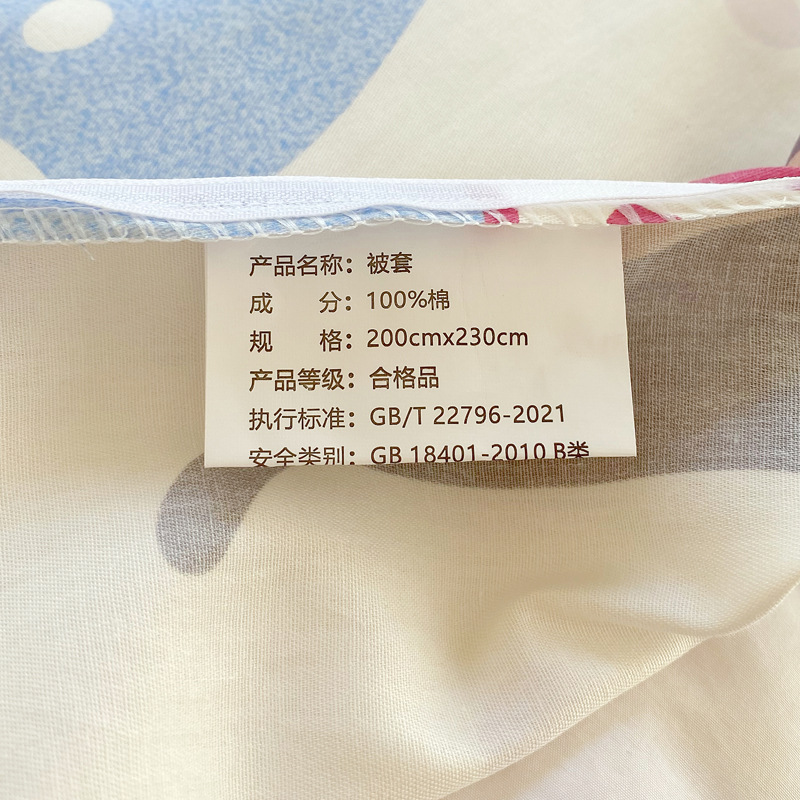 产品名称：被套
成　　分：100%棉
规　　格：200cmx230cm
产品等级：合格品
执行标准：GB/T 22796-2021
安全类别：GB 18401-2010 B类